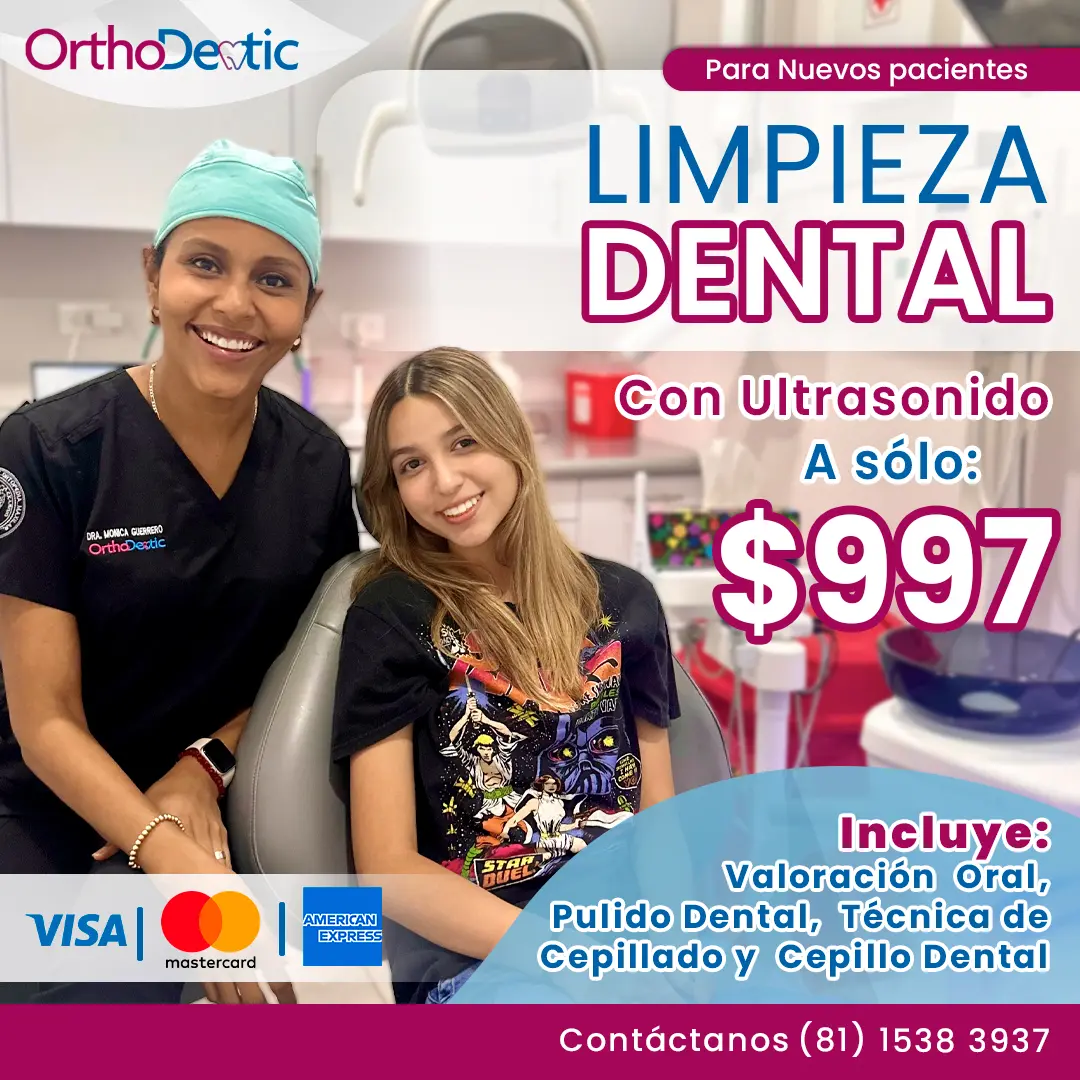 OrthoDentic
Para Nuevos pacientes
LIMPIEZA
DENTAL
Con Ultrasonido
A sólo:
$997
DRA. MONICA GUERRERO
OrthoDentic
STAR
DUEL
Incluye:
Valoración Oral,
Pulido Dental, Técnica de
Cepillado y Cepillo Dental
VISA
mastercard
AMERICAN
EXPRESS
Contáctanos (81) 1538 3937